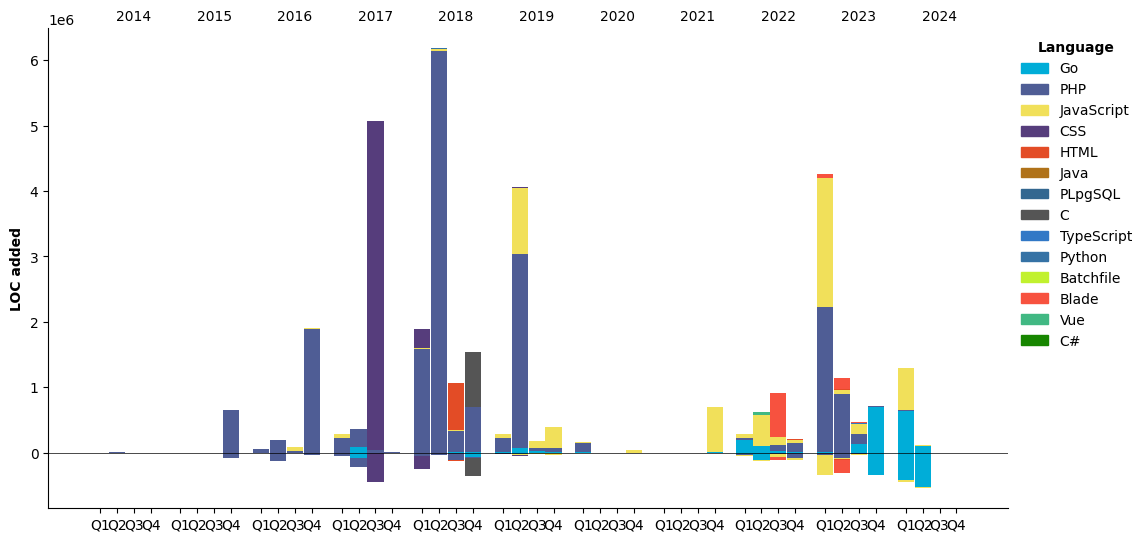 1e6
2014 2015 2016 2017 2018 2019 2020 2021 2022 2023 2024
LOC added
6
5
4
3
2
1
0
Q1Q2Q3Q4 Q1Q2Q3Q4 Q1Q2Q3Q4 Q1Q2Q3Q4 Q1Q2Q3Q4 Q1Q2Q3Q4 Q1Q2Q3Q4 Q1Q2Q3Q4 Q1Q2Q3Q4 Q1Q2Q3Q4 Q1Q2Q3Q4
Language
Go
PHP
JavaScript
CSS
HTML
Java
PLpgSQL
C
TypeScript
Python
Batchfile
Blade
Vue
C#